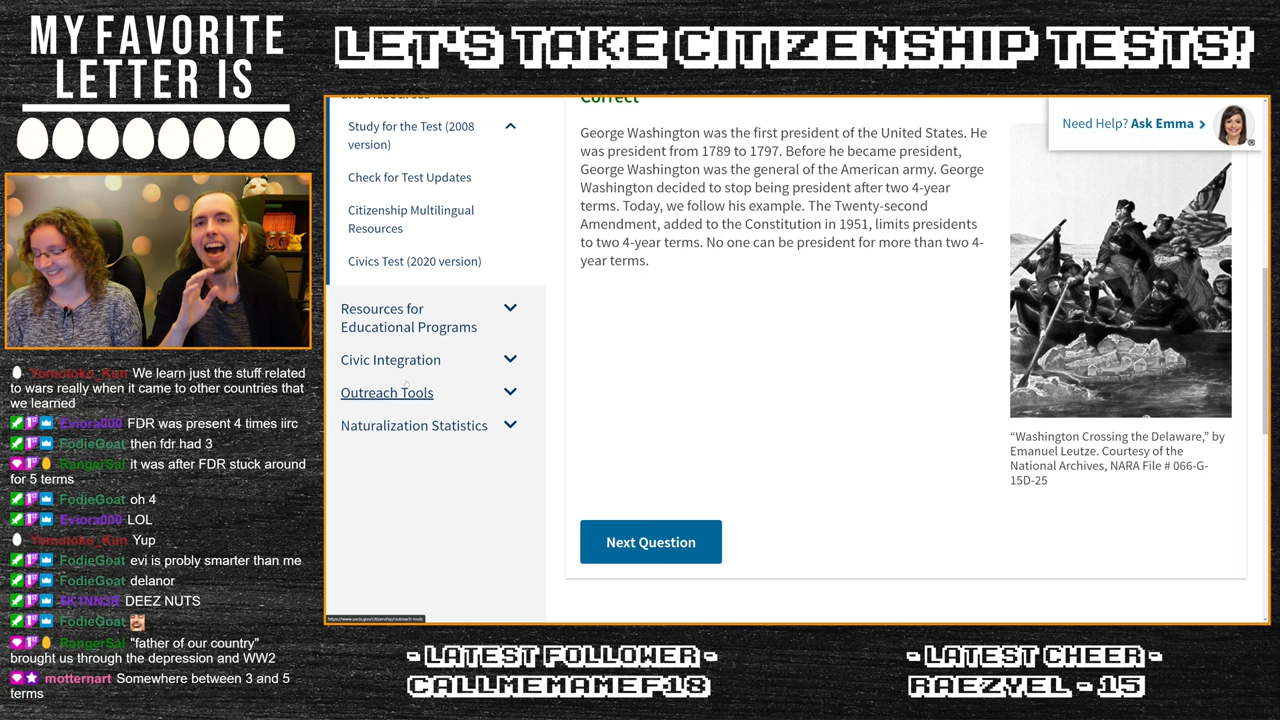 MY FAVORITE
LETTER IS
LET'S TAKE CITIZENSHIP TESTS!
Study for the Test (2008
version)
Check for Test Updates
Citizenship Multilingual
Resources
Civics Test (2020 version)
Resources for
Educational Programs
Civic Integration
Outreach Tools
Naturalization Statistics
Correct
George Washington was the first president of the United States. He
was president from 1789 to 1797. Before he became president,
George Washington was the general of the American army. George
Washington decided to stop being president after two 4-year
terms. Today, we follow his example. The Twenty-second
Amendment, added to the Constitution in 1951, limits presidents
to two 4-year terms. No one can be president for more than two 4-
year terms.
Need Help? Ask Emma
“Washington Crossing the Delaware,” by
Emanuel Leutze. Courtesy of the
National Archives, NARA File # 066-G-
15D-25
Next Question
https://www.uscis.gov/citizenship/outreach-tools
Yomotoko_Kun We learn just the stuff related
to wars really when it came to other countries that
we learned
Eviora000 FDR was present 4 times iirc
FodieGoat then fdr had 3
RangerSal it was after FDR stuck around
for 5 terms
FodieGoat oh 4
Eviora000 LOL
Yomotoko_Kun Yup
FodieGoat evi is probly smarter than me
FodieGoat delanor
SK1NN3R DEEZ NUTS
FodieGoat
RangerSal "father of our country"
brought us through the depression and WW2
motternart Somewhere between 3 and 5
terms
- LATEST FOLLOWER -
CALLMEMAMEF18
- LATEST CHEER -
RAEZYEL - 15